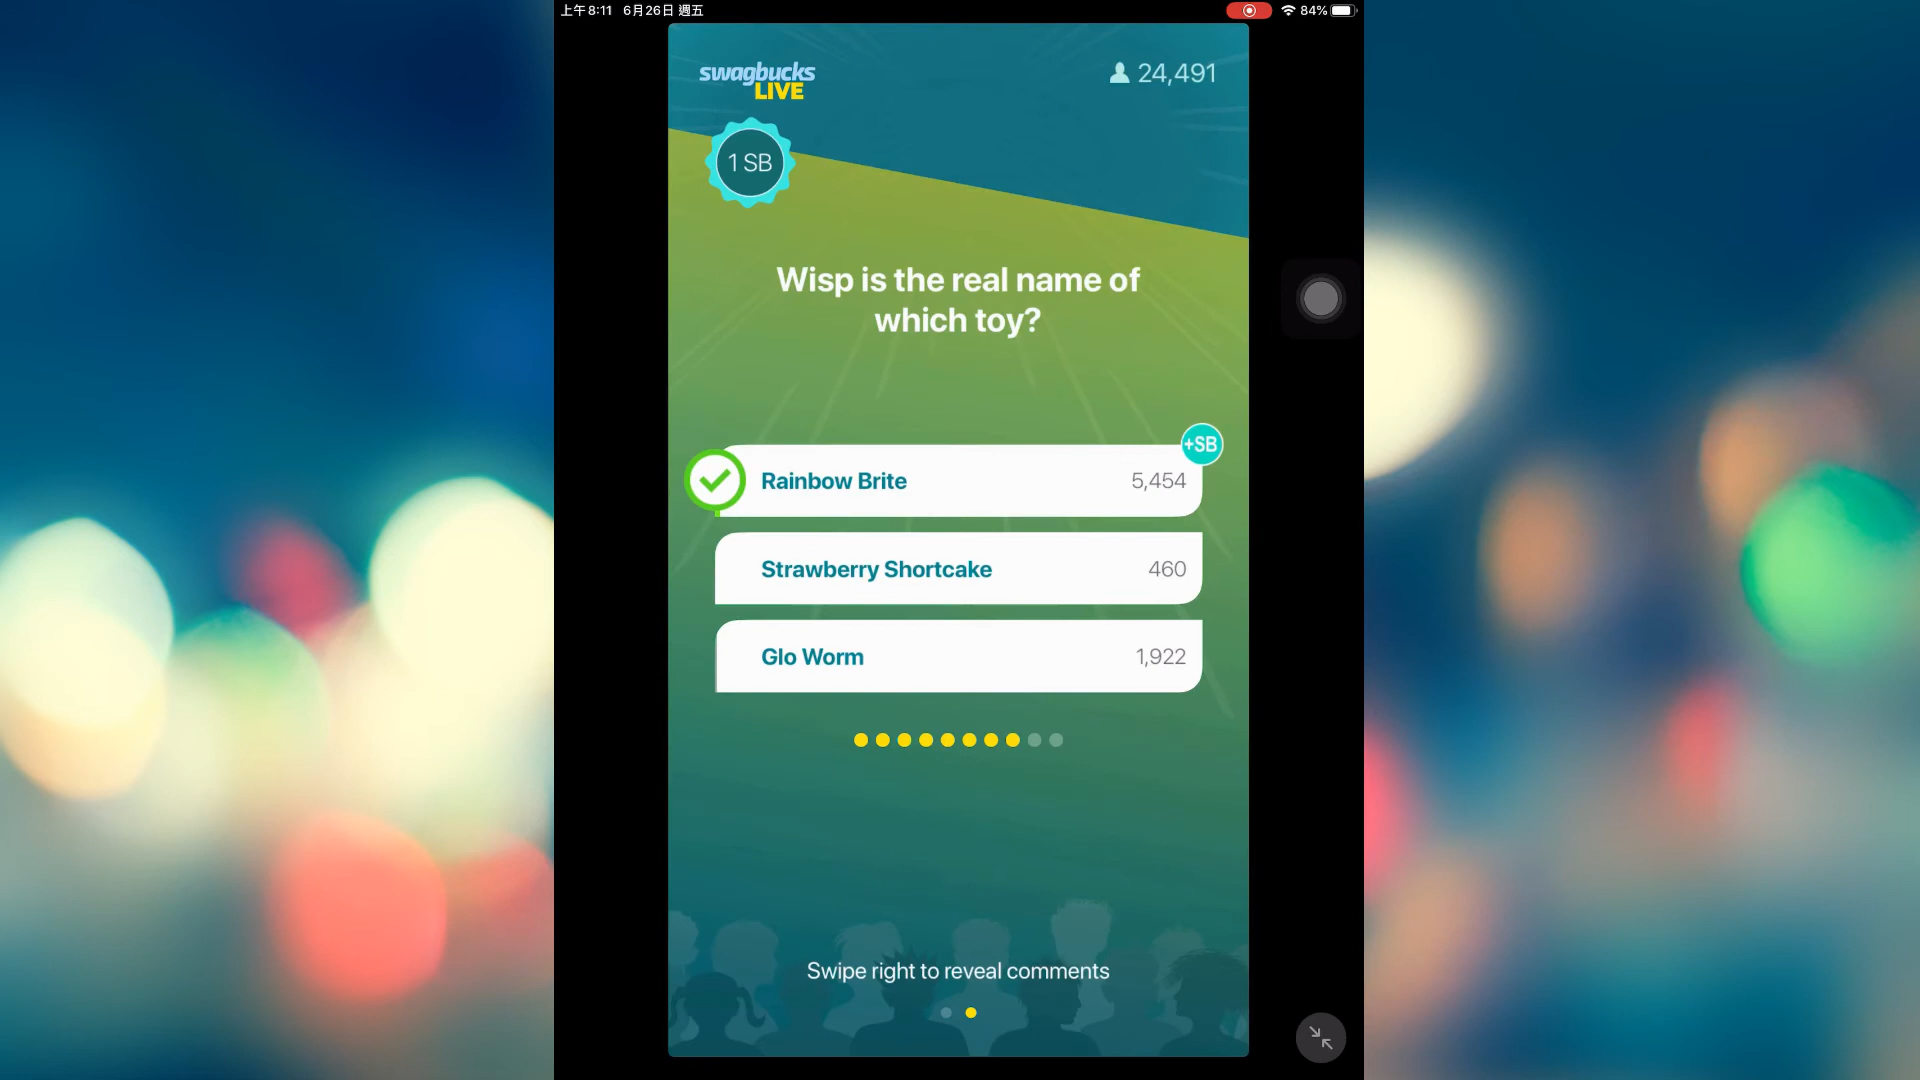 上午8:11 6月26日 週五
84%
swagbucks
LIVE
24,491
1 SB
Wisp is the real name of
which toy?
+SB
Rainbow Brite 5,454
Strawberry Shortcake 460
Glo Worm 1,922
Swipe right to reveal comments